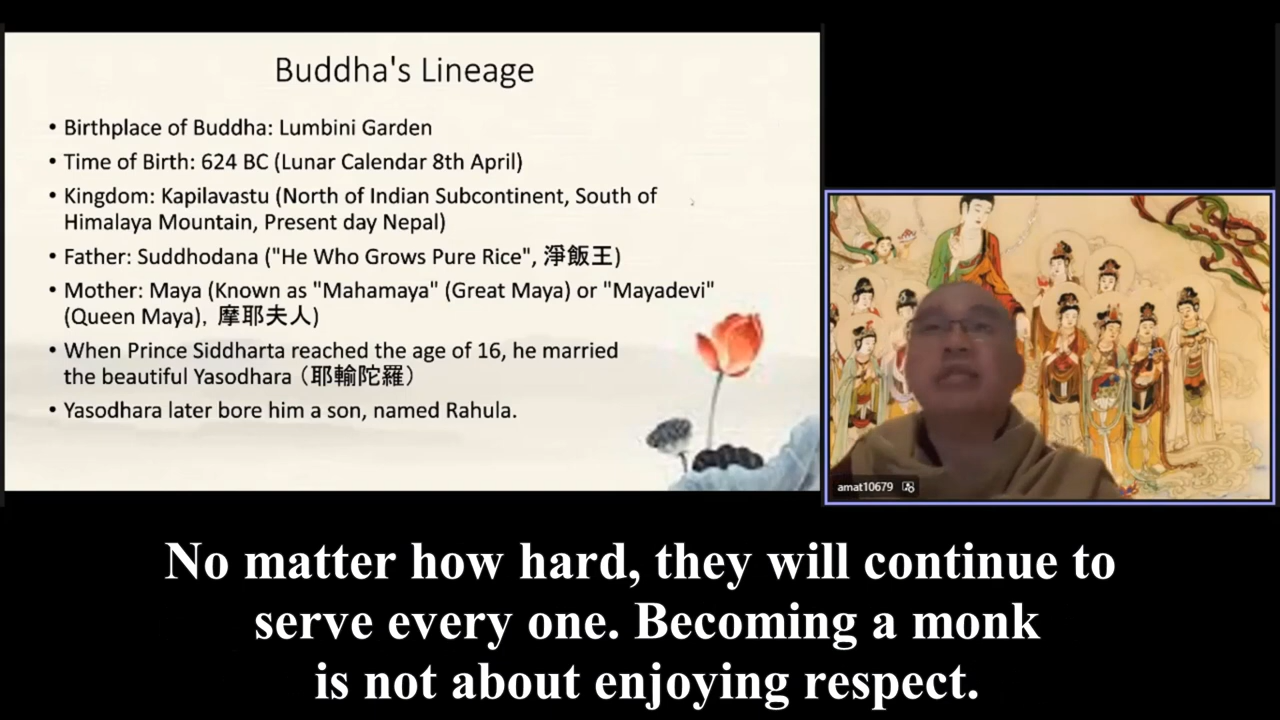 Buddha's Lineage
• Birthplace of Buddha: Lumbini Garden
• Time of Birth: 624 BC (Lunar Calendar 8th April)
• Kingdom: Kapilavastu (North of Indian Subcontinent, South of
Himalaya Mountain, Present day Nepal)
• Father: Suddhodana ("He Who Grows Pure Rice", 淨飯王)
• Mother: Maya (Known as "Mahamaya" (Great Maya) or "Mayadevi"
(Queen Maya), 摩耶夫人)
• When Prince Siddharta reached the age of 16, he married
the beautiful Yasodhara（耶輸陀羅）
• Yasodhara later bore him a son, named Rahula.
amat10679
No matter how hard, they will continue to
serve every one. Becoming a monk
is not about enjoying respect.